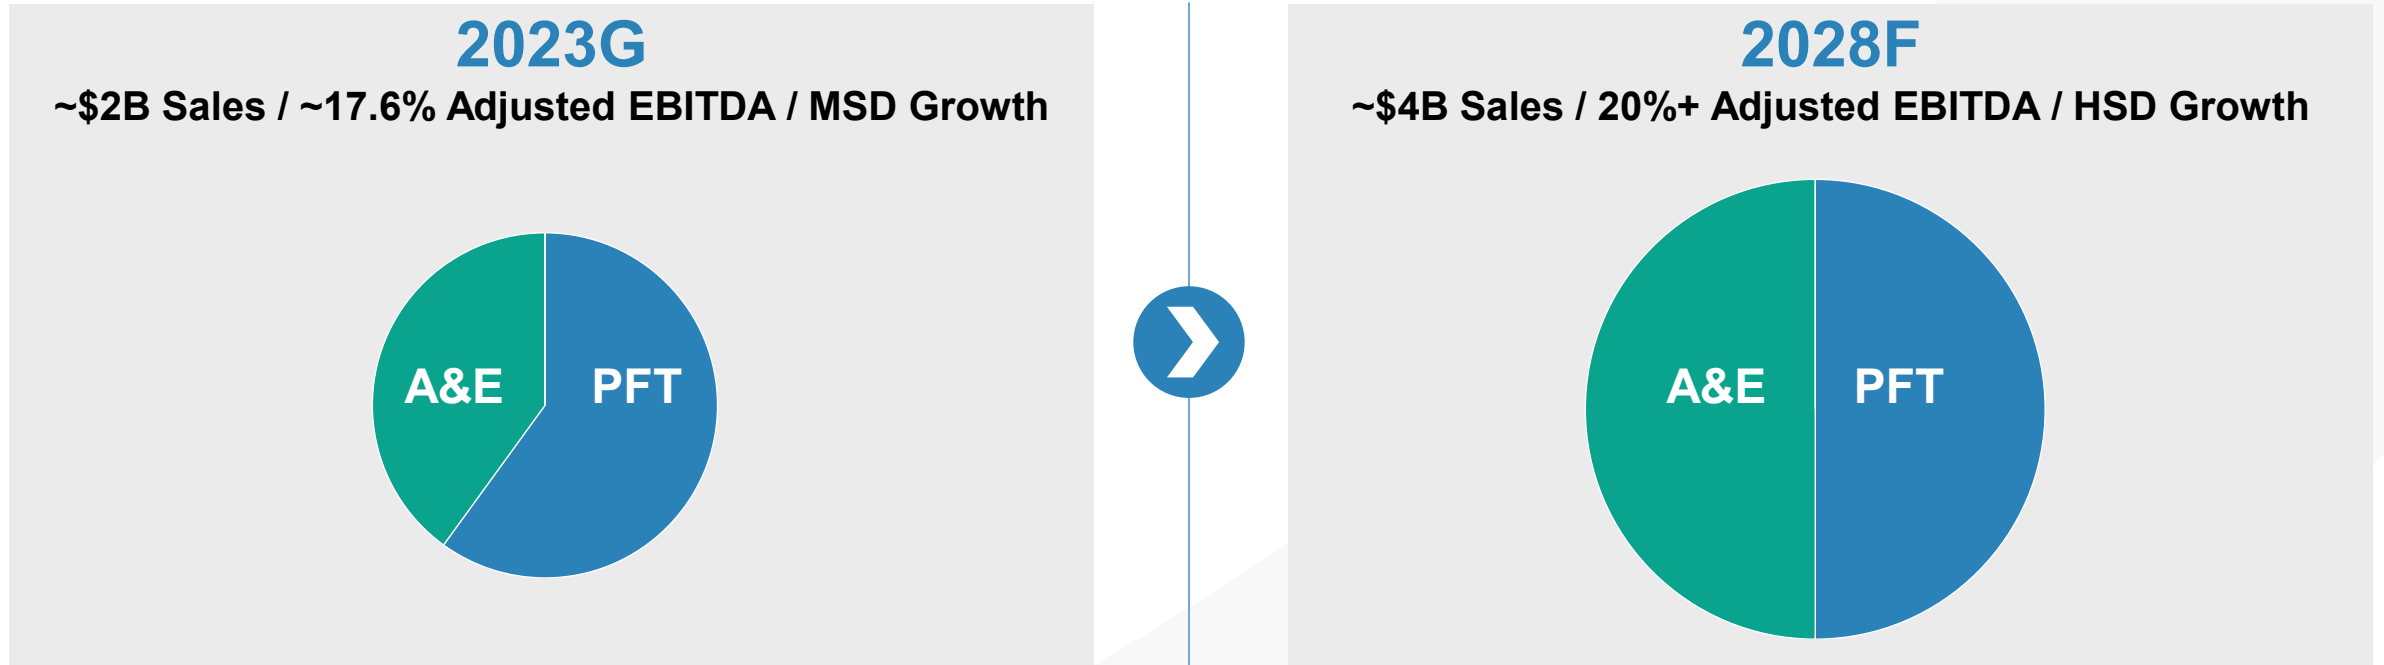 2023G
~$2B Sales / ~17.6% Adjusted EBITDA / MSD Growth
A&E
PFT
2028F
~$4B Sales / 20%+ Adjusted EBITDA / HSD Growth
A&E
PFT